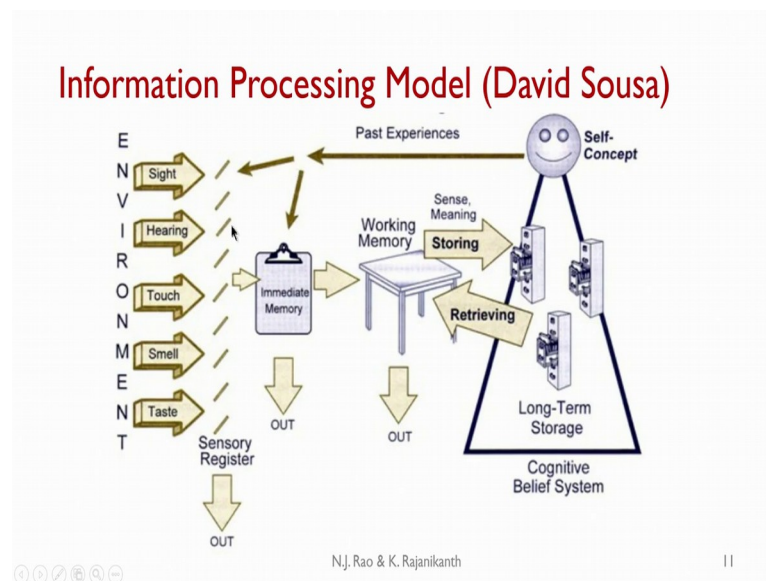 Information Processing Model (David Sousa)
ENVIRONMENT
Sight
Hearing
Touch
Smell
Taste
Sensory
Register
OUT
Past Experiences
Immediate
Memory
OUT
Working
Memory
OUT
Sense,
Meaning
Storing
Retrieving
Self-
Concept
Long-Term
Storage
Cognitive
Belief System
N.J. Rao & K. Rajanikanth
11